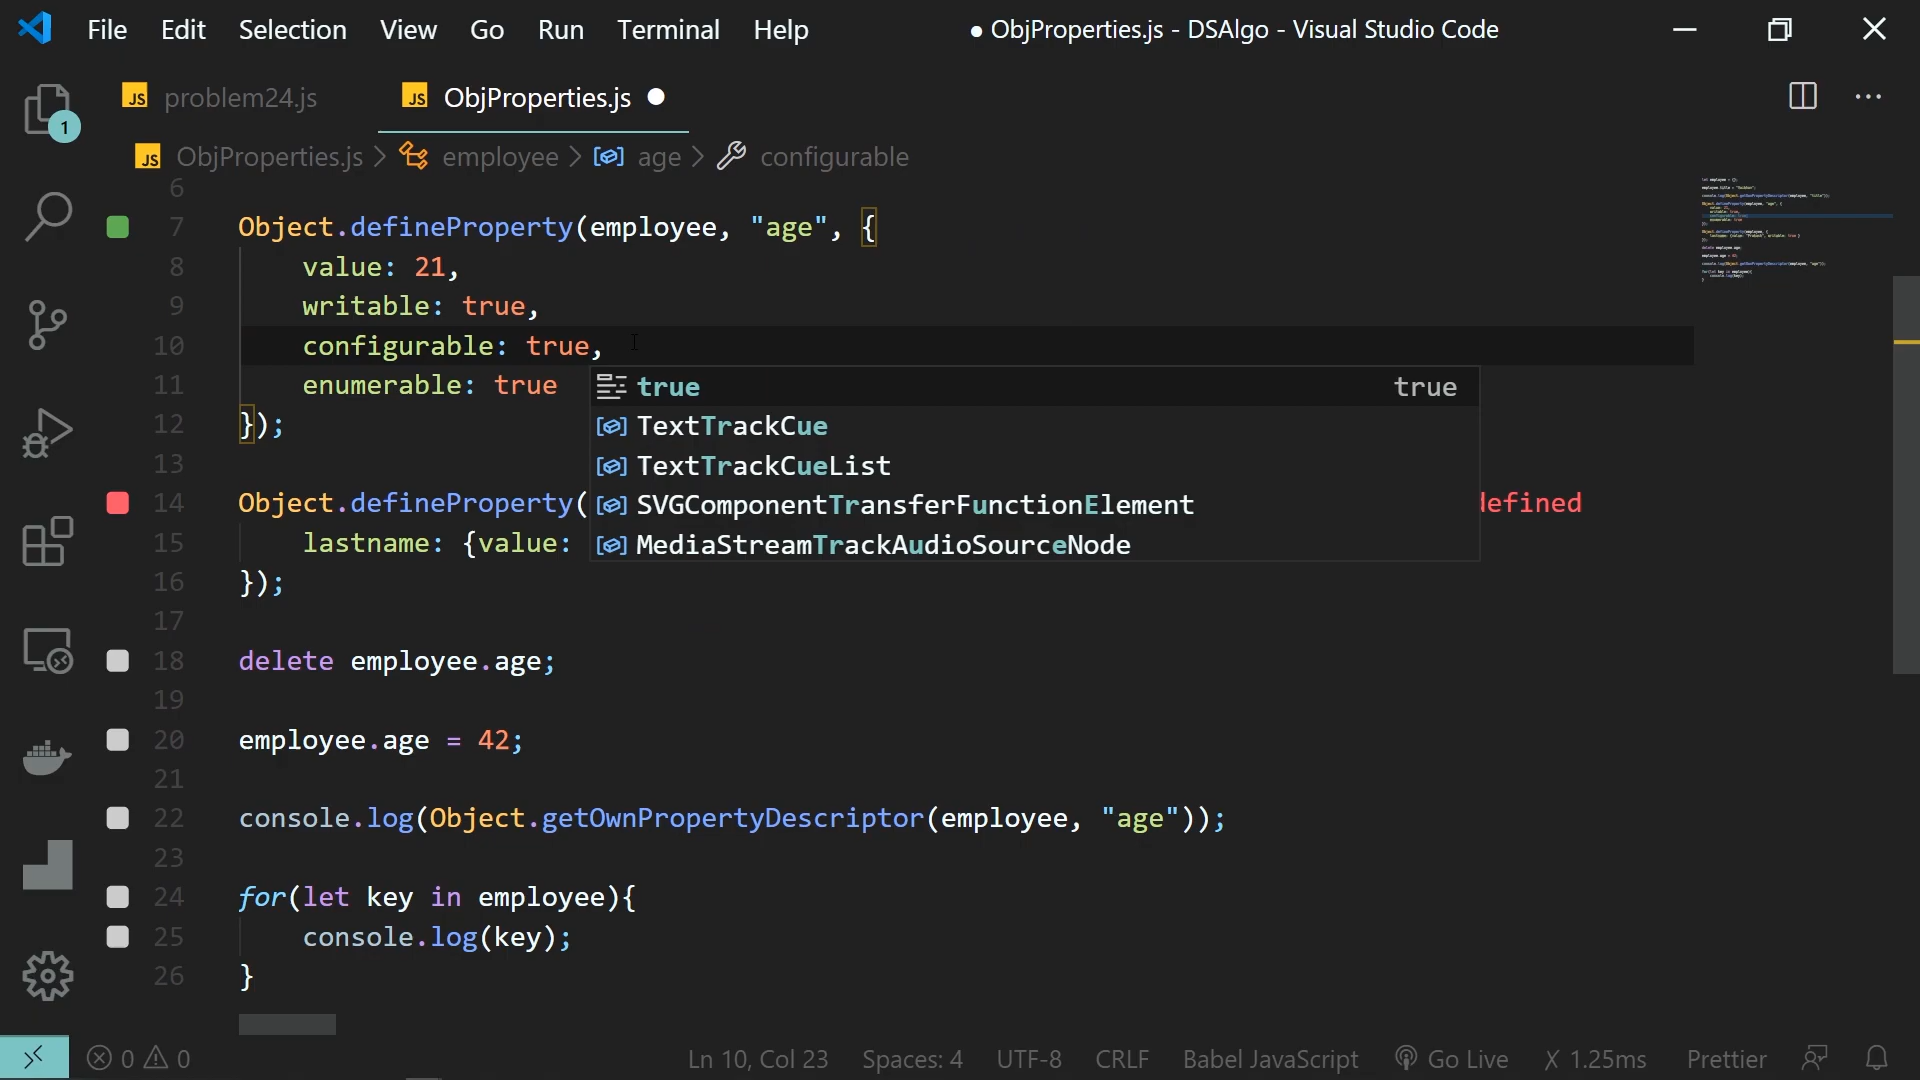 File Edit Selection View Go Run Terminal Help ● ObjProperties.js - DSAlgo - Visual Studio Code
JS problem24.js JS ObjProperties.js ●
1
JS ObjProperties.js > employee > age > configurable
6
7 Object.defineProperty(employee, "age", {
8 value: 21,
9 writable: true,
10 configurable: true,
11 enumerable: true
true true
12 });
TextTrackCue
13
TextTrackCueList
14 Object.defineProperty( defined
SVGComponentTransferFunctionElement
15 lastname: {value:
MediaStreamTrackAudioSourceNode
16 });
17
18 delete employee.age;
19
20 employee.age = 42;
21
22 console.log(Object.getOwnPropertyDescriptor(employee, "age"));
23
24 for(let key in employee){
25 console.log(key);
26 }
0 0 Ln 10, Col 23 Spaces: 4 UTF-8 CRLF Babel JavaScript Go Live X 1.25ms Prettier